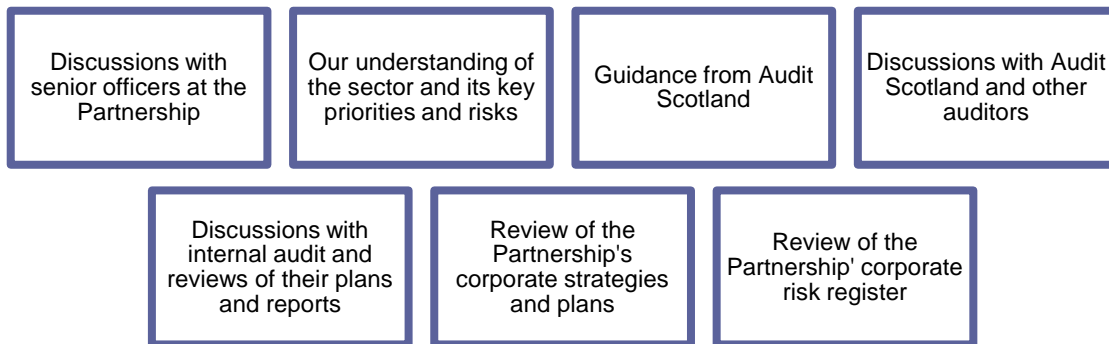 Discussions with
senior officers at the
Partnership
Our understanding of
the sector and its key
priorities and risks
Guidance from Audit
Scotland
Discussions with Audit
Scotland and other
auditors
Discussions with
internal audit and
reviews of their plans
and reports
Review of the
Partnership's
corporate strategies
and plans
Review of the
Partnership' corporate
risk register